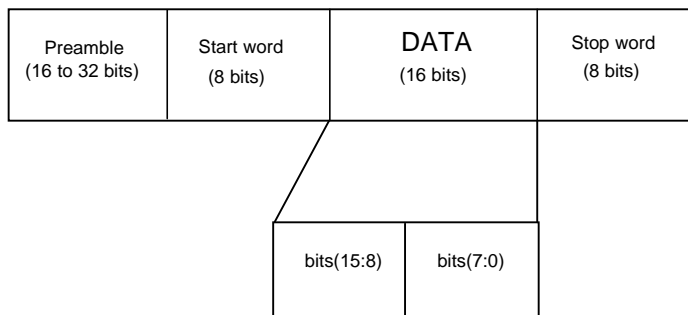 Preamble
(16 to 32 bits)
Start word
(8 bits)
DATA
(16 bits)
Stop word
(8 bits)
bits(15:8)
bits(7:0)